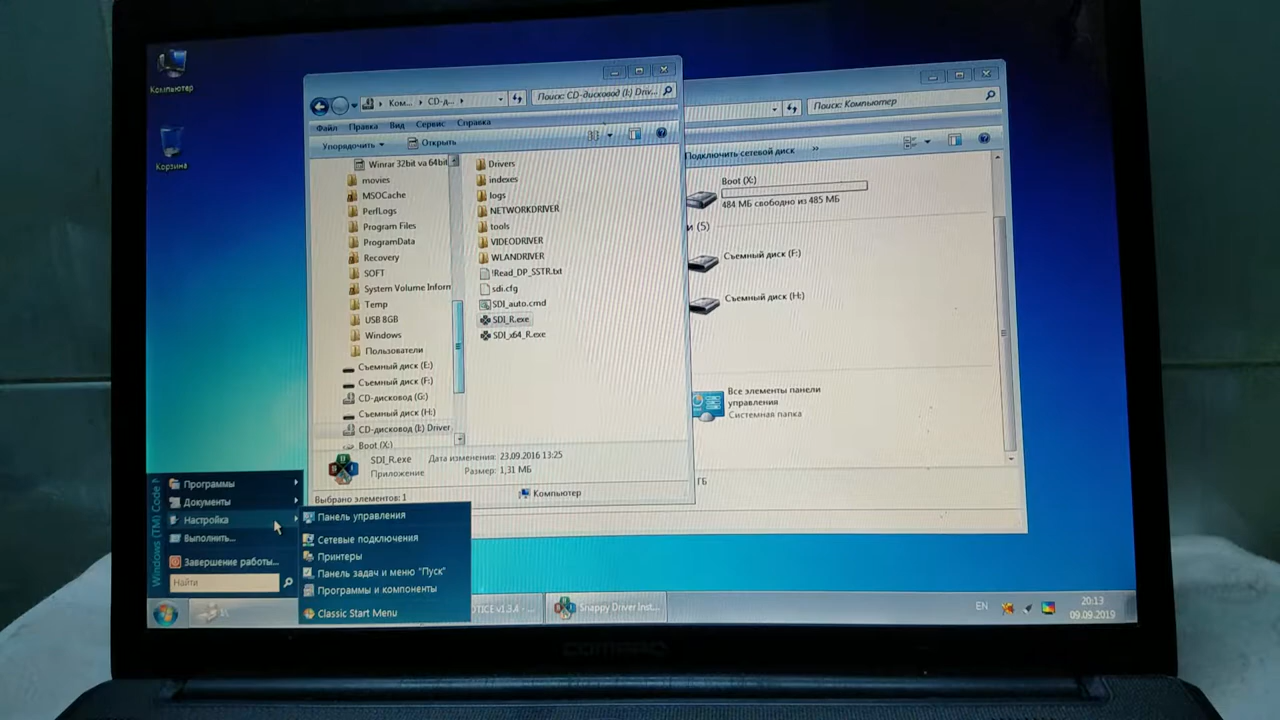 Компьютер
Корзина
Ком...
CD-д...
Поиск: CD-дисковод (I:) Driv...
Файл
Правка
Вид
Сервис
Справка
Упорядочить
Открыть
Winrar 32bit va 64bit
movies
MSOCache
PerfLogs
Program Files
ProgramData
Recovery
SOFT
System Volume Inform
Temp
USB 8GB
Windows
Пользователи
Съемный диск (E:)
Съемный диск (F:)
CD-дисковод (G:)
Съемный диск (H:)
CD-дисковод (I:) Driver
Boot (X:)
Drivers
indexes
logs
NETWORKDRIVER
tools
VIDEODRIVER
WLANDRIVER
!Read_DP_SSTR.txt
sdi.cfg
SDI_auto.cmd
SDI_R.exe
SDI_x64_R.exe
SDI_R.exe
Дата изменения: 23.09.2016 13:25
Приложение
Размер: 1,31 МБ
Выбрано элементов: 1
Компьютер
Поиск: Компьютер
Подключить сетевой диск
»
Boot (X:)
484 МБ свободно из 485 МБ
и (5)
Съемный диск (F:)
Съемный диск (H:)
Все элементы панели
управления
Системная папка
ГБ
Windows (TM) Code
Программы
Документы
Настройка
Выполнить...
Завершение работы...
Найти
Панель управления
Сетевые подключения
Принтеры
Панель задач и меню "Пуск"
Программы и компоненты
Classic Start Menu
OTICE v1.3.4 - ...
Snappy Driver Inst...
EN
20:13
09.09.2019
COMPAQ